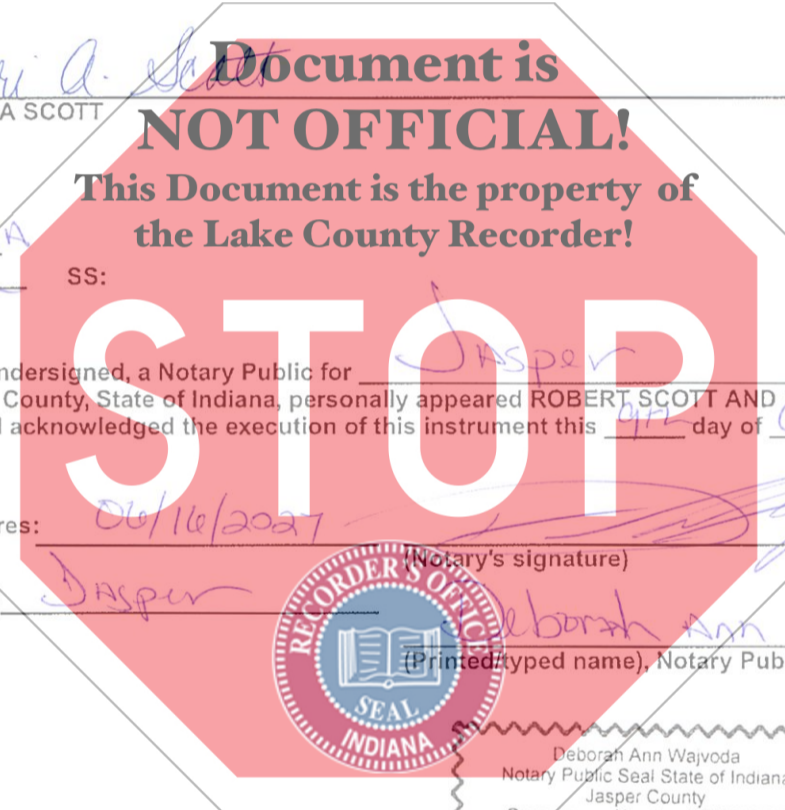 ri A. Scott
Document is
A SCOTT
NOT OFFICIAL!
This Document is the property of
the Lake County Recorder!
A
SS:
STOP
ndersigned, a Notary Public for Jasper
County, State of Indiana, personally appeared ROBERT SCOTT AND
acknowledged the execution of this instrument this 9th day of
res: 06/16/2027
(Notary's signature)
Jasper
Deborah Ann
(Printed/typed name), Notary Pub
RECORDER'S OFFICE
SEAL
INDIANA
Deborah Ann Wajvoda
Notary Public Seal State of Indiana
Jasper County